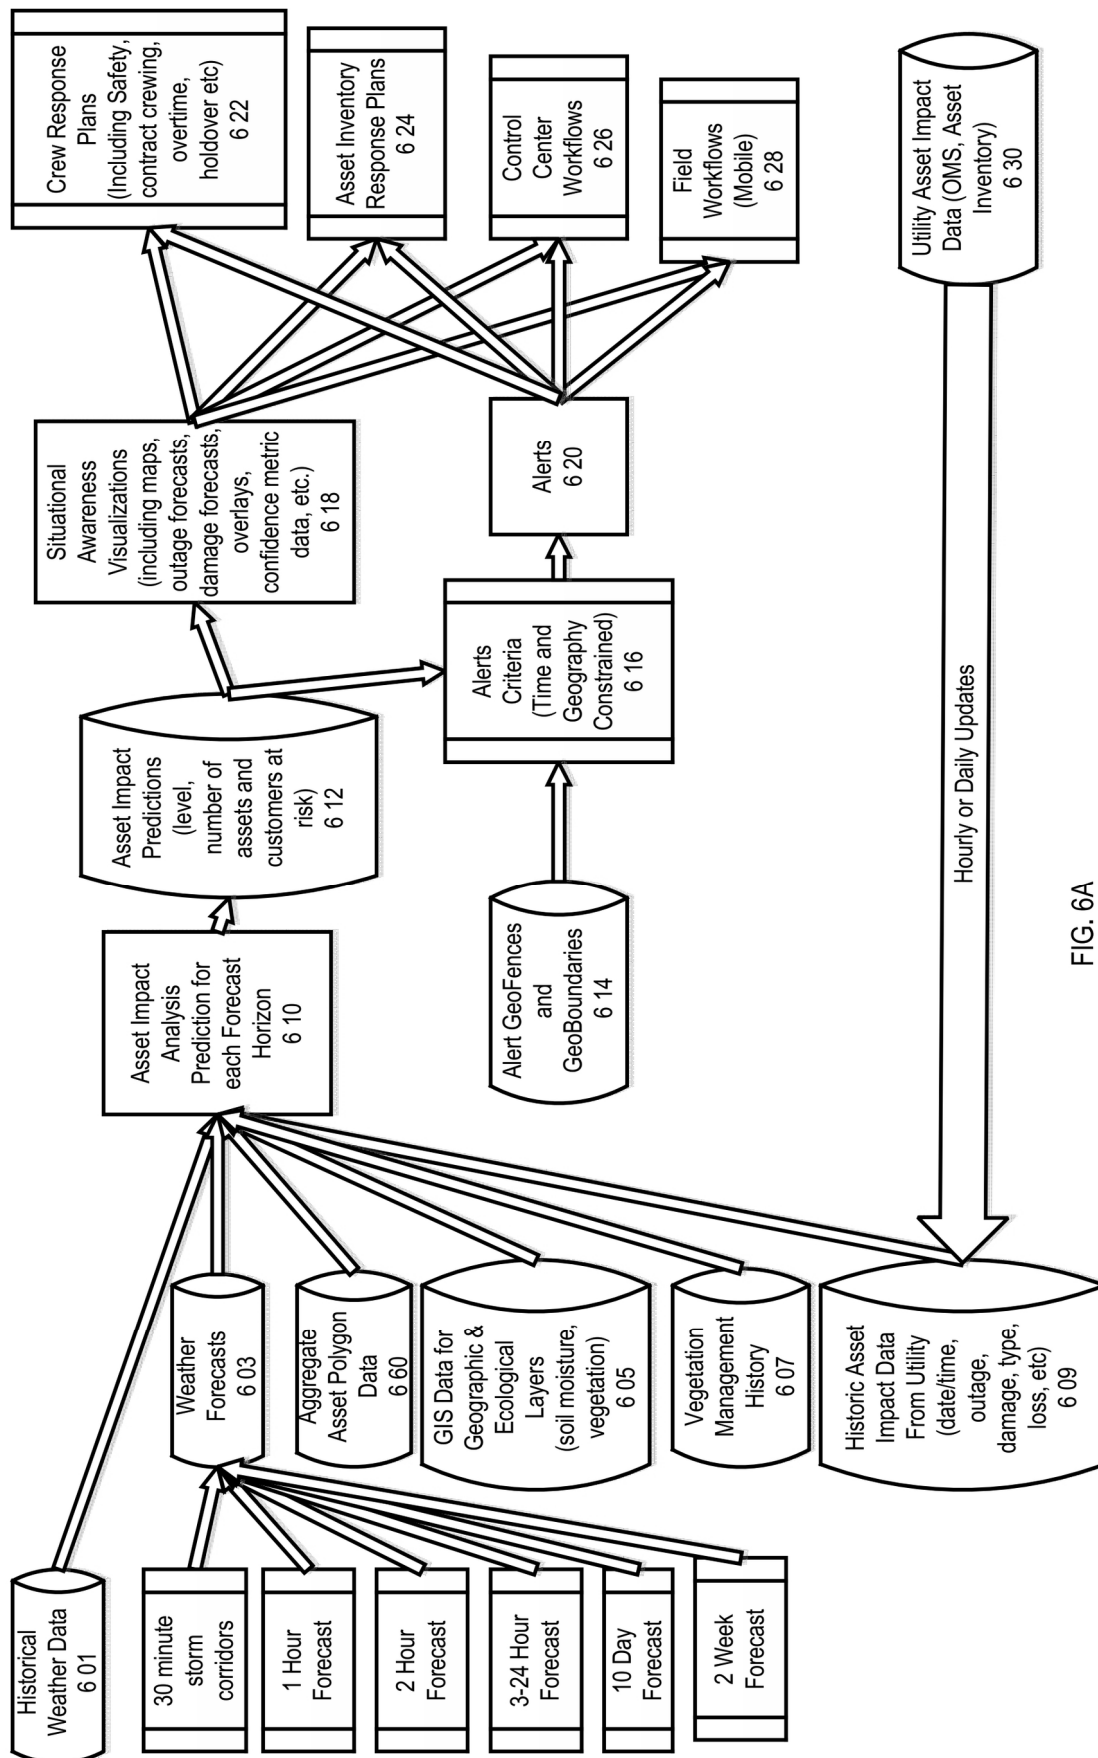 Historical
Weather Data
6 01
30 minute
storm
corridors
1 Hour
Forecast
2 Hour
Forecast
3-24 Hour
Forecast
10 Day
Forecast
2 Week
Forecast
Weather
Forecasts
6 03
Aggregate
Asset Polygon
Data
6 60
GIS Data for
Geographic &
Ecological
Layers
(soil moisture,
vegetation)
6 05
Vegetation
Management
History
6 07
Historic Asset
Impact Data
From Utility
(date/time,
outage,
damage, type,
loss, etc)
6 09
Asset Impact
Analysis
Prediction for
each Forecast
Horizon
6 10
Asset Impact
Predictions
(level,
number of
assets and
customers at
risk)
6 12
Alert GeoFences
and
GeoBoundaries
6 14
Alerts
Criteria
(Time and
Geography
Constrained)
6 16
Situational
Awareness
Visualizations
(including maps,
outage forecasts,
damage forecasts,
overlays,
confidence metric
data, etc.)
6 18
Alerts
6 20
Crew Response
Plans
(Including Safety,
contract crewing,
overtime,
holdover etc)
6 22
Asset Inventory
Response Plans
6 24
Control
Center
Workflows
6 26
Field
Workflows
(Mobile)
6 28
Utility Asset Impact
Data (OMS, Asset
Inventory)
6 30
Hourly or Daily Updates
FIG. 6A